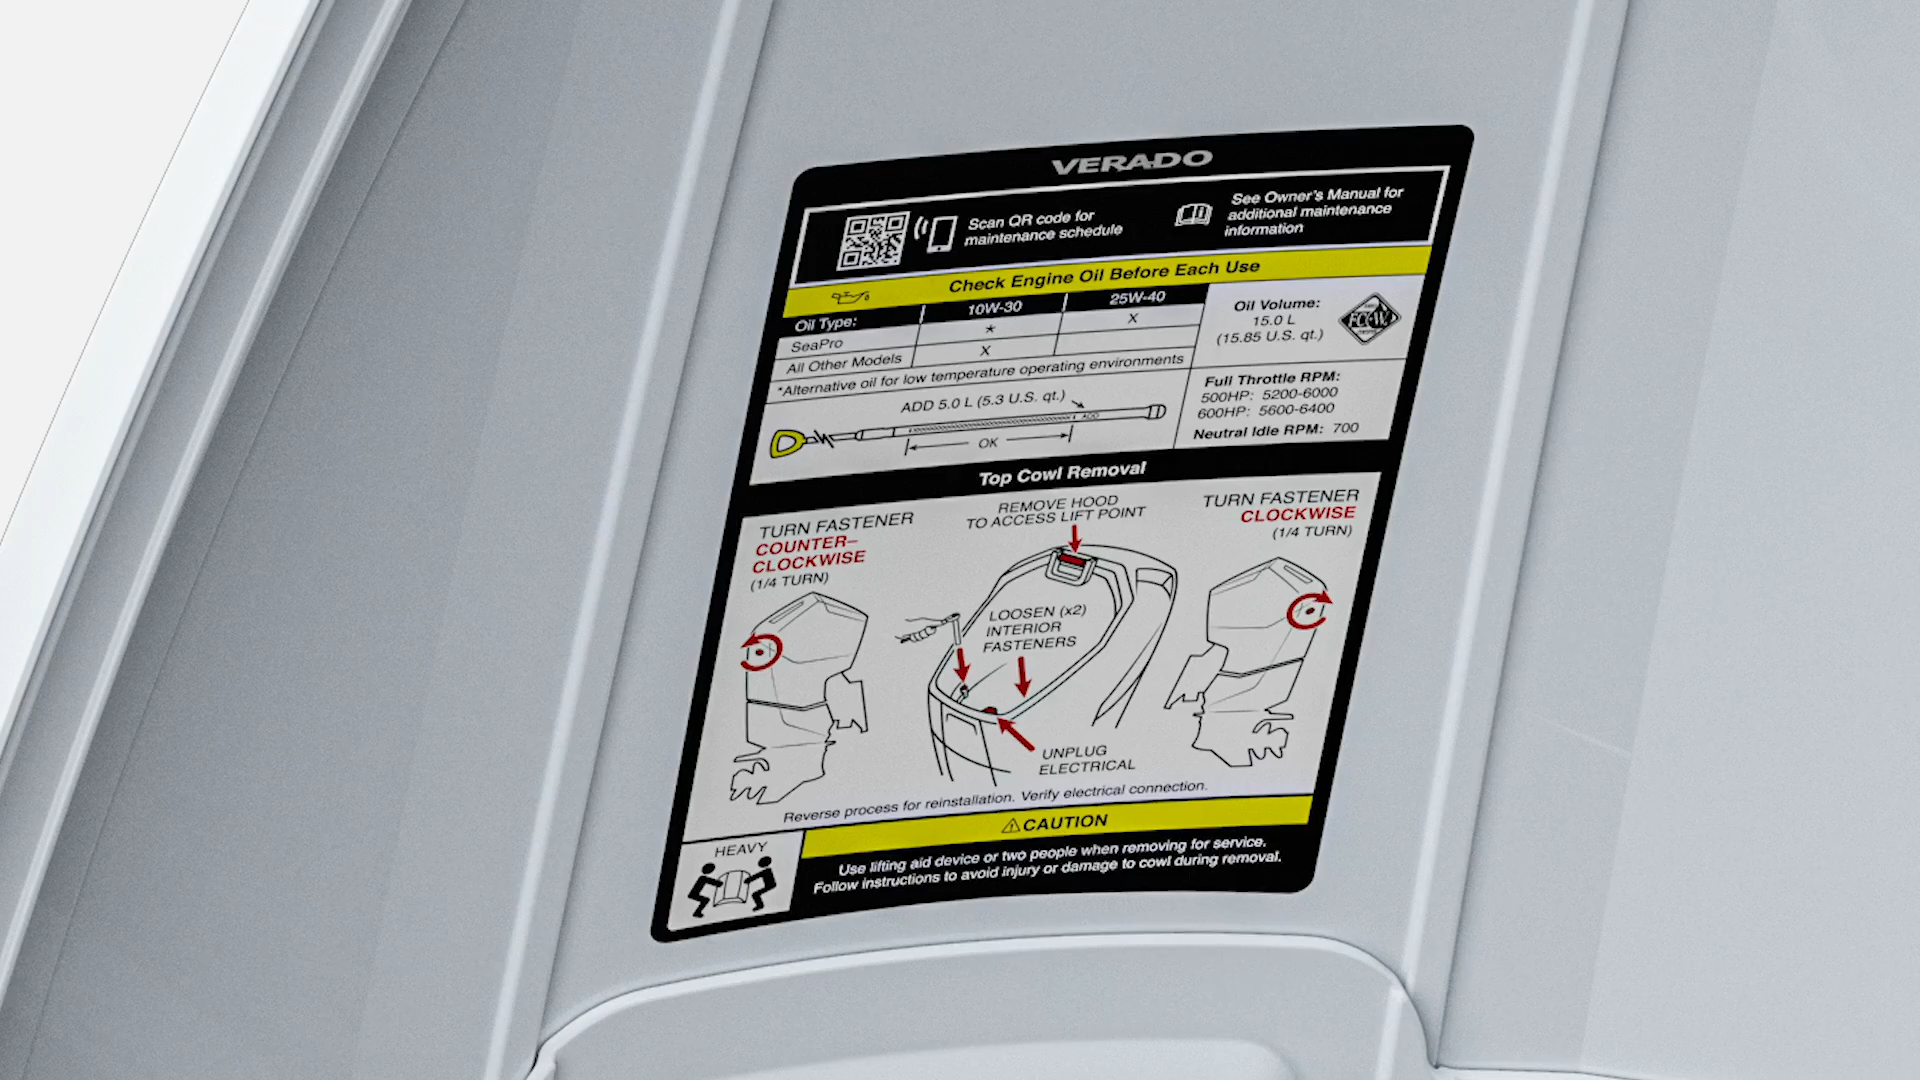 VERADO
Scan QR code for
maintenance schedule
See Owner's Manual for
additional maintenance
information
Check Engine Oil Before Each Use
Oil Type: 10W-30 25W-40
SeaPro * X
All Other Models X
*Alternative oil for low temperature operating environments
Oil Volume:
15.0 L
(15.85 U.S. qt.)
FC-W
ADD 5.0 L (5.3 U.S. qt.)
ADD
OK
Full Throttle RPM:
500HP: 5200-6000
600HP: 5600-6400
Neutral Idle RPM: 700
Top Cowl Removal
TURN FASTENER
COUNTER–
CLOCKWISE
(1/4 TURN)
REMOVE HOOD
TO ACCESS LIFT POINT
TURN FASTENER
CLOCKWISE
(1/4 TURN)
LOOSEN (x2)
INTERIOR
FASTENERS
UNPLUG
ELECTRICAL
Reverse process for reinstallation. Verify electrical connection.
HEAVY
CAUTION
Use lifting aid device or two people when removing for service.
Follow instructions to avoid injury or damage to cowl during removal.